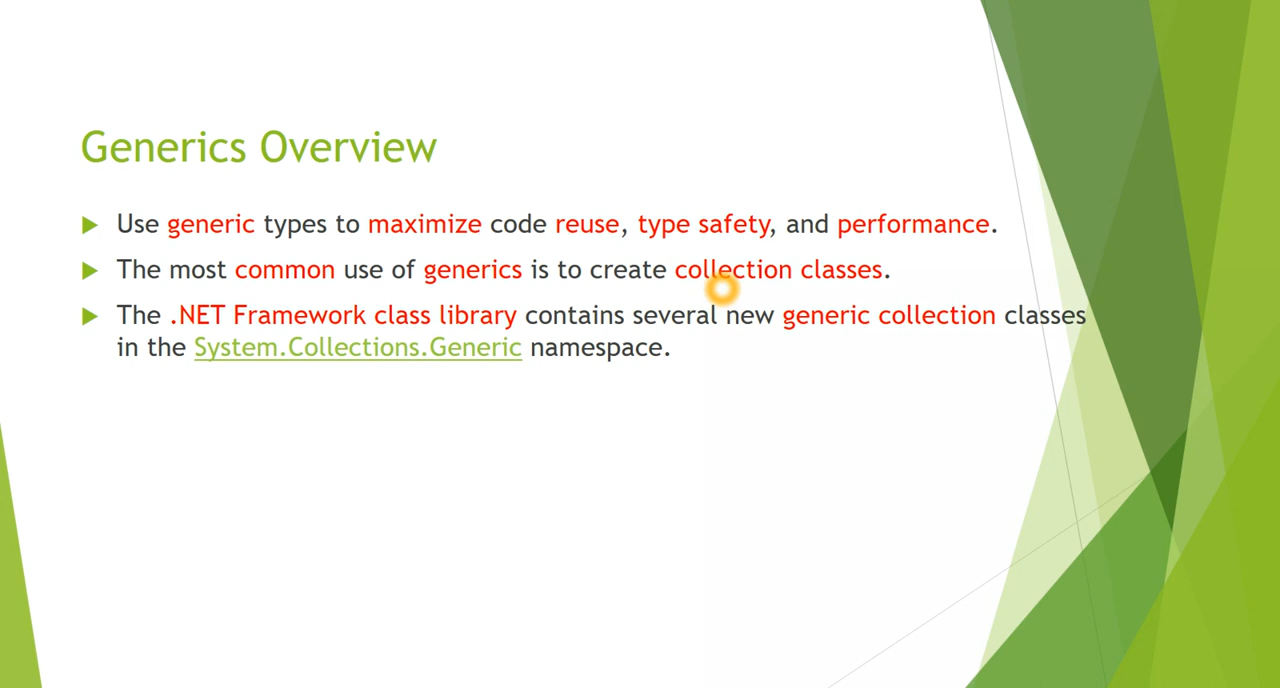 Generics Overview
Use generic types to maximize code reuse, type safety, and performance.
The most common use of generics is to create collection classes.
The .NET Framework class library contains several new generic collection classes
in the System.Collections.Generic namespace.